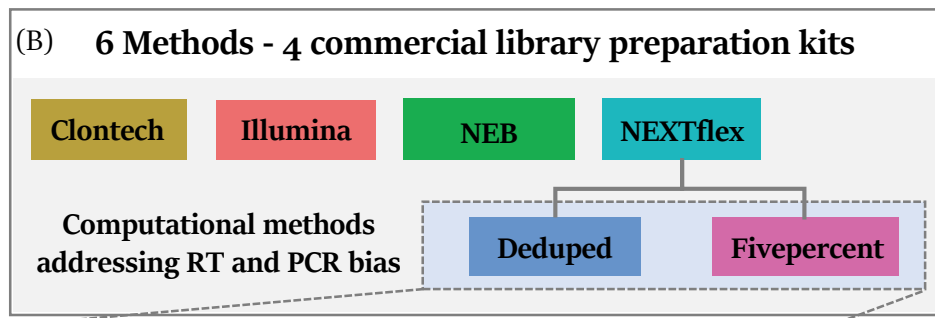 (B) 6 Methods - 4 commercial library preparation kits
Clontech Illumina NEB NEXTflex
Computational methods
addressing RT and PCR bias
Deduped Fivepercent